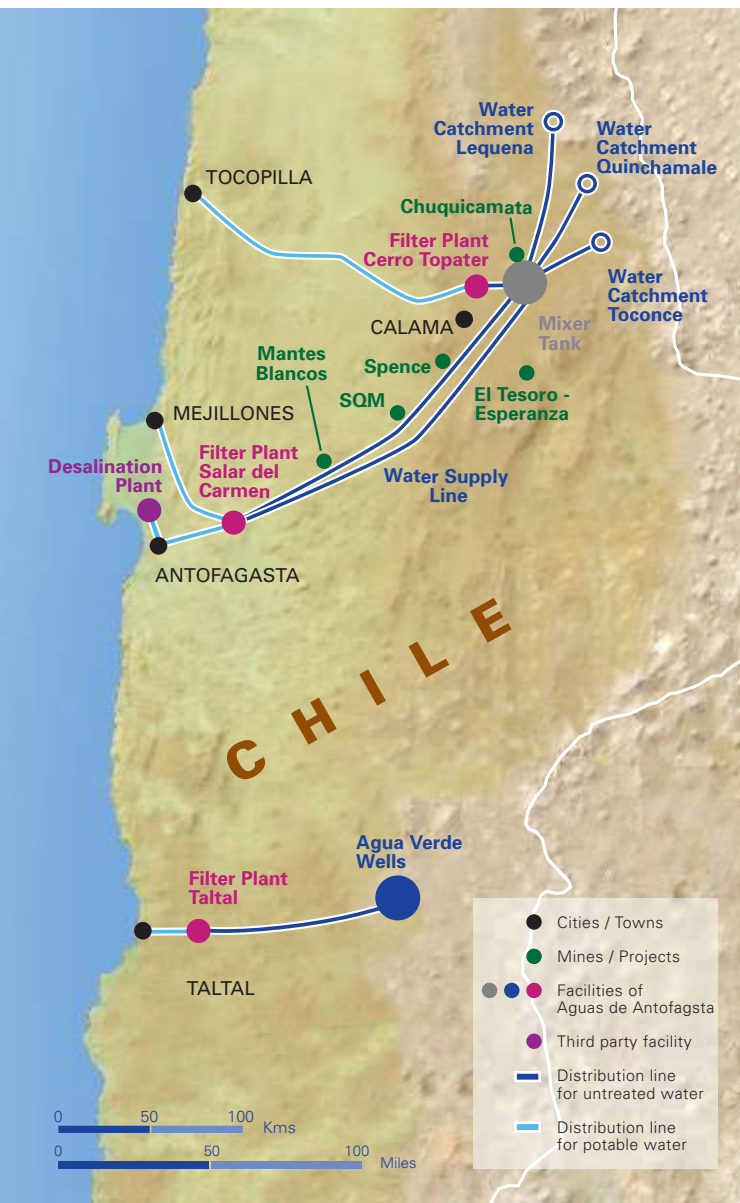 Water
Catchment
Lequena
Water
Catchment
Quinchamale
TOCOPILLA
Chuquicamata
Filter Plant
Cerro Topater
Water
Catchment
Toconce
CALAMA
Mixer
Tank
Mantes
Blancos
Spence
SQM
El Tesoro -
Esperanza
MEJILLONES
Filter Plant
Salar del
Carmen
Desalination
Plant
Water Supply
Line
ANTOFAGASTA
CHILE
Agua Verde
Wells
Filter Plant
Taltal
TALTAL
Cities / Towns
Mines / Projects
Facilities of
Aguas de Antofagsta
Third party facility
Distribution line
for untreated water
Distribution line
for potable water
0 50 100 Kms
0 50 100 Miles